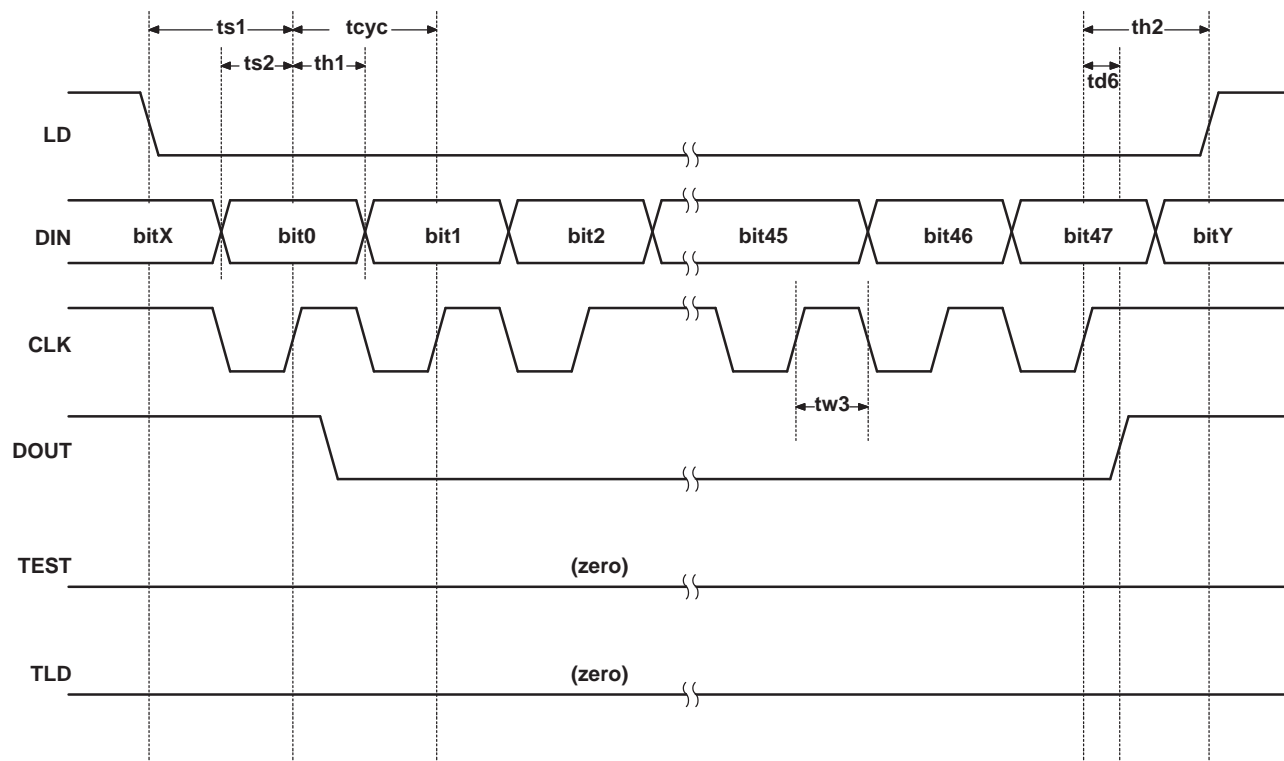 ts1 tcyc th2
ts2 th1 td6
LD
DIN bitX bit0 bit1 bit2 bit45 bit46 bit47 bitY
CLK
tw3
DOUT
TEST (zero)
TLD (zero)